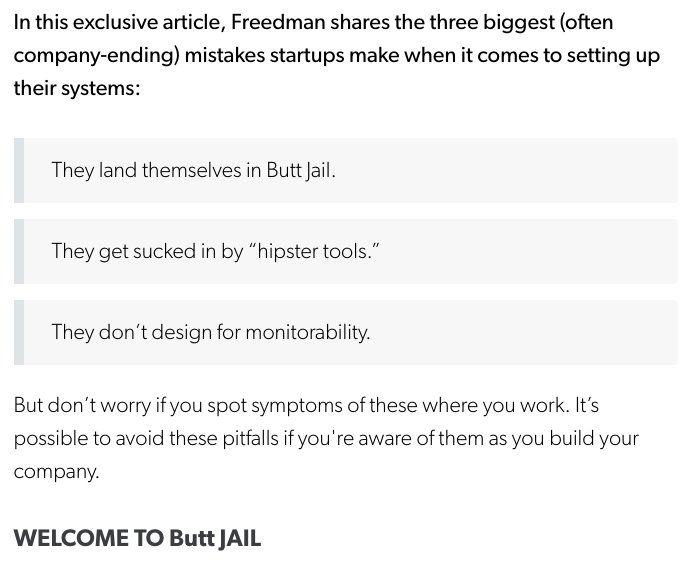 In this exclusive article, Freedman shares the three biggest (often
company-ending) mistakes startups make when it comes to setting up
their systems:
They land themselves in Butt Jail.
They get sucked in by “hipster tools.”
They don’t design for monitorability.
But don’t worry if you spot symptoms of these where you work. It’s
possible to avoid these pitfalls if you're aware of them as you build your
company.
WELCOME TO Butt JAIL